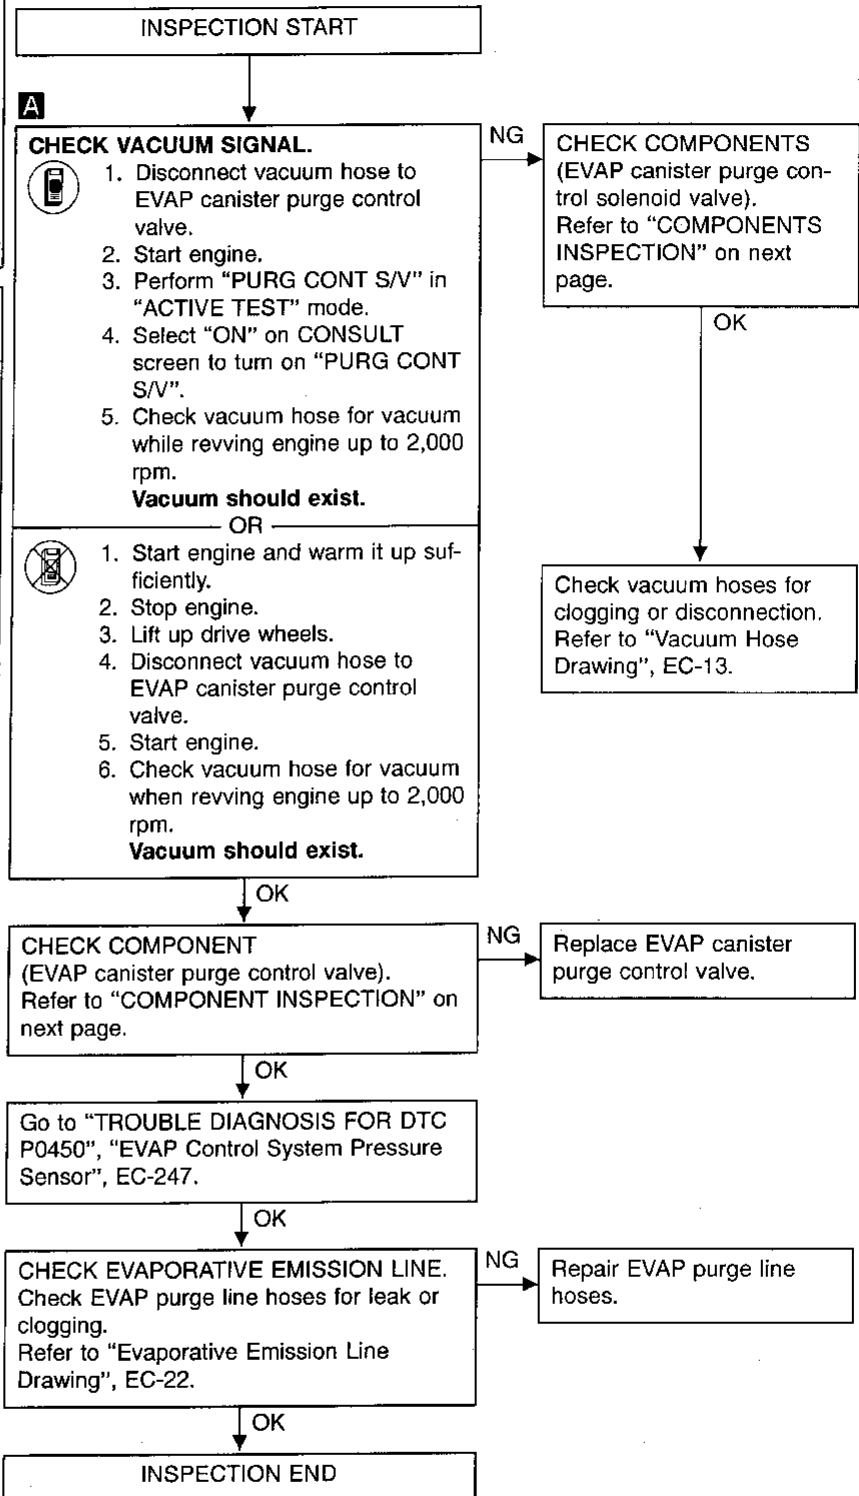 INSPECTION START
A
CHECK VACUUM SIGNAL.
1. Disconnect vacuum hose to
EVAP canister purge control
valve.
2. Start engine.
3. Perform “PURG CONT S/V” in
“ACTIVE TEST” mode.
4. Select “ON” on CONSULT
screen to turn on “PURG CONT
S/V”.
5. Check vacuum hose for vacuum
while revving engine up to 2,000
rpm.
Vacuum should exist.
OR
1. Start engine and warm it up suf-
ficiently.
2. Stop engine.
3. Lift up drive wheels.
4. Disconnect vacuum hose to
EVAP canister purge control
valve.
5. Start engine.
6. Check vacuum hose for vacuum
when revving engine up to 2,000
rpm.
Vacuum should exist.
NG
CHECK COMPONENTS
(EVAP canister purge con-
trol solenoid valve).
Refer to “COMPONENTS
INSPECTION” on next
page.
OK
Check vacuum hoses for
clogging or disconnection.
Refer to “Vacuum Hose
Drawing”, EC-13.
OK
CHECK COMPONENT
(EVAP canister purge control valve).
Refer to “COMPONENT INSPECTION” on
next page.
NG
Replace EVAP canister
purge control valve.
OK
Go to “TROUBLE DIAGNOSIS FOR DTC
P0450”, “EVAP Control System Pressure
Sensor”, EC-247.
OK
CHECK EVAPORATIVE EMISSION LINE.
Check EVAP purge line hoses for leak or
clogging.
Refer to “Evaporative Emission Line
Drawing”, EC-22.
NG
Repair EVAP purge line
hoses.
OK
INSPECTION END